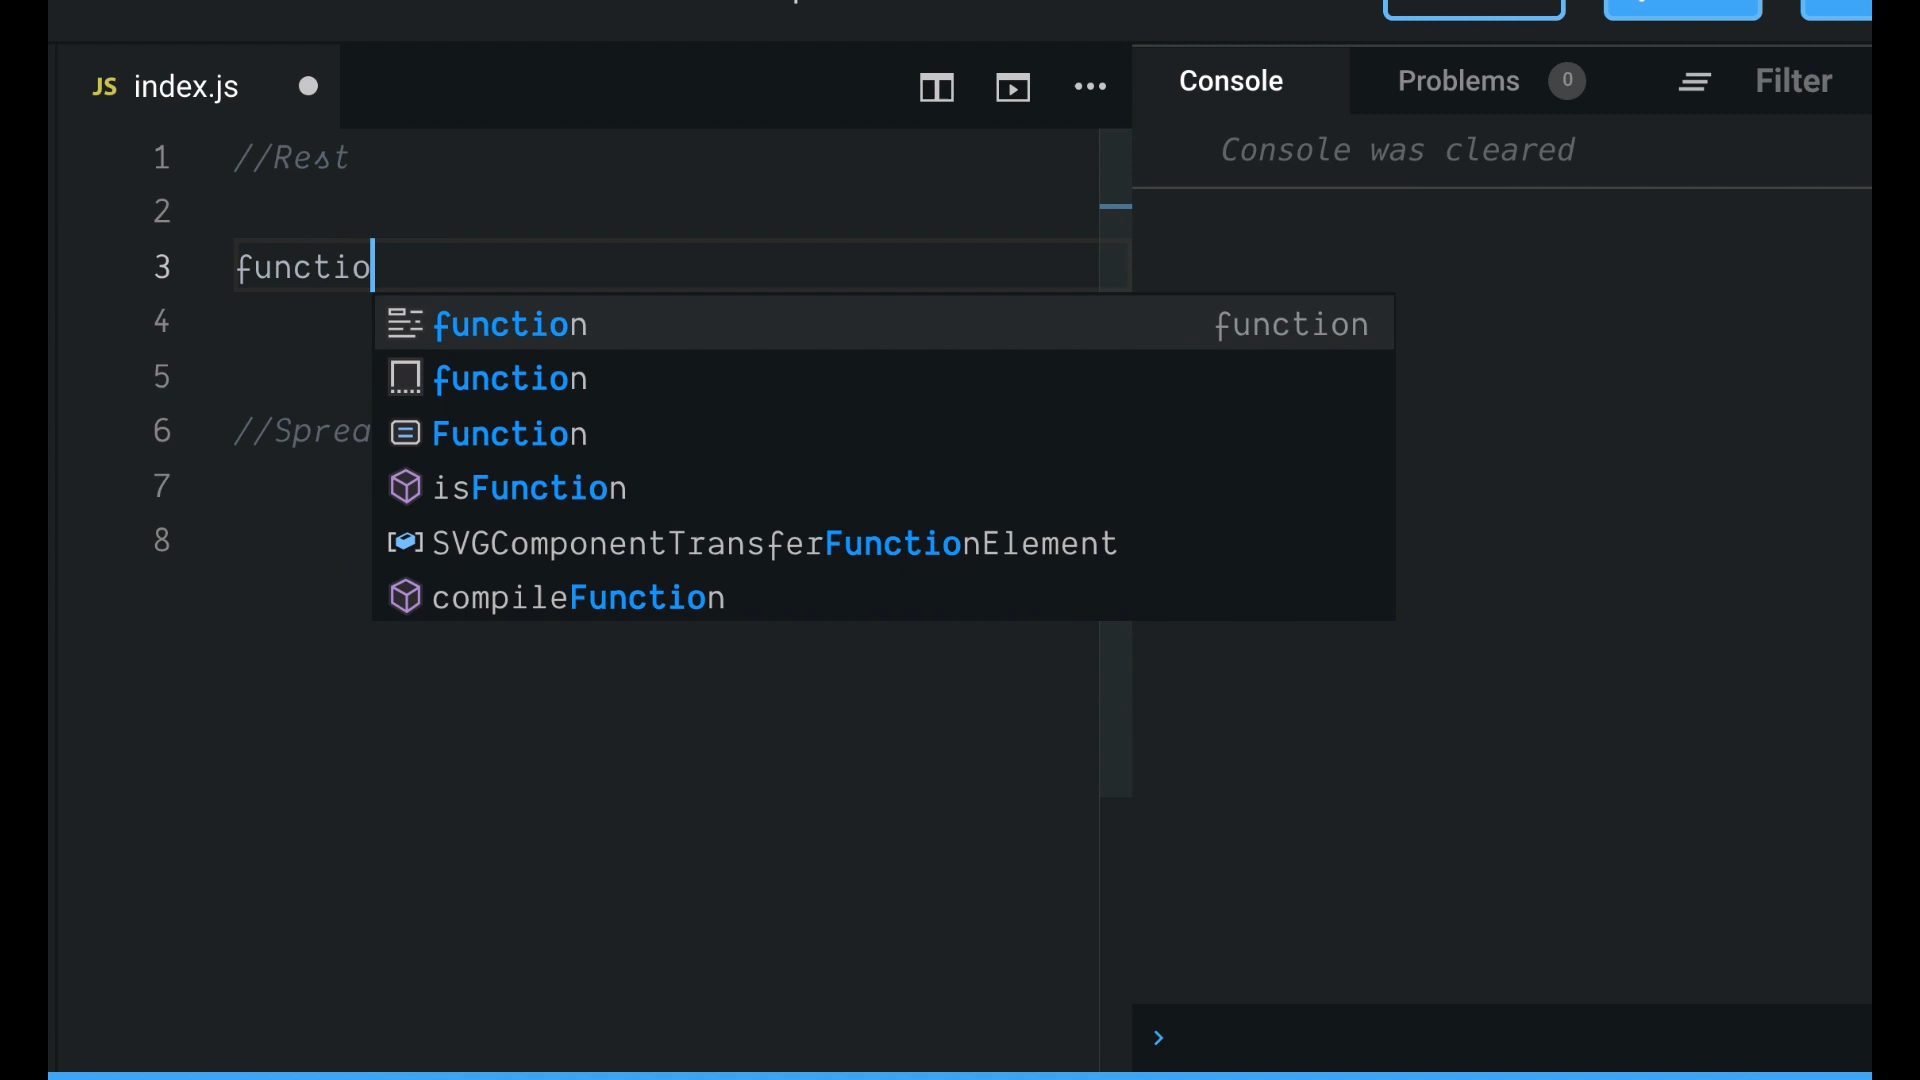 JS index.js
Console Problems 0 Filter
Console was cleared
1 //Rest
2
3 functio
4
5
6 //Sprea
7
8
function function
function
Function
isFunction
SVGComponentTransferFunctionElement
compileFunction